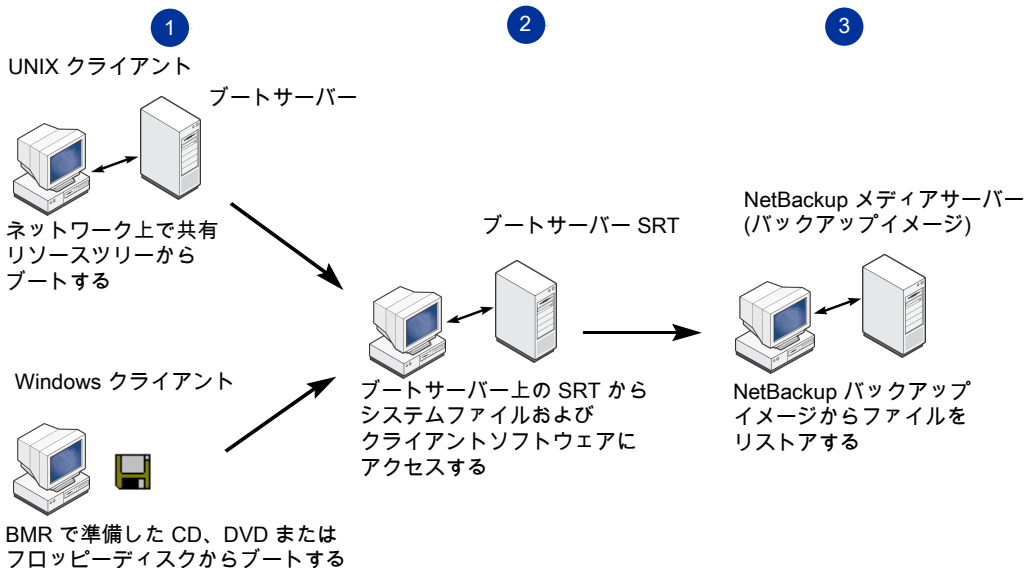 1
2
3
UNIX クライアント
ブートサーバー
ネットワーク上で共有
リソースツリーから
ブートする
Windows クライアント
BMR で準備した CD、DVD または
フロッピーディスクからブートする
ブートサーバー SRT
ブートサーバー上の SRT から
システムファイルおよび
クライアントソフトウェアに
アクセスする
NetBackup メディアサーバー
(バックアップイメージ)
NetBackup バックアップ
イメージからファイルを
リストアする